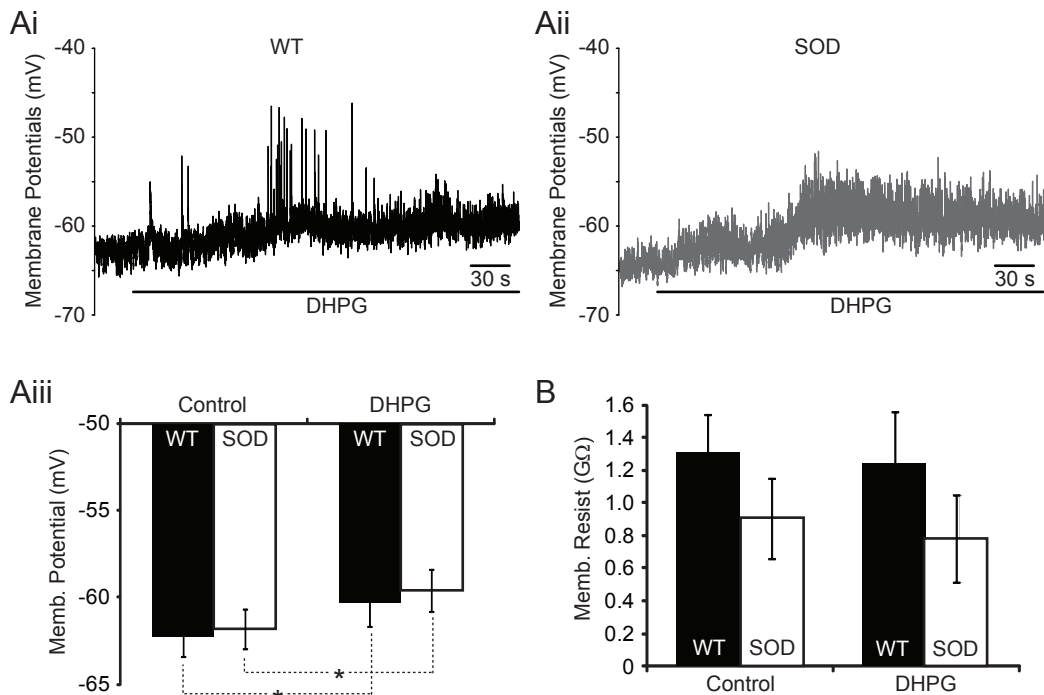 Ai
WT
Membrane Potentials (mV)
-40
-50
-60
-70
30 s
DHPG
Aii
SOD
Membrane Potentials (mV)
-40
-50
-60
-70
30 s
DHPG
Aiii
Control
DHPG
Memb. Potential (mV)
-50
-55
-60
-65
WT
SOD
WT
SOD
*
*
B
Memb. Resist (GΩ)
1.6
1.4
1.2
1.0
0.8
0.6
0.4
0.2
0
WT
SOD
WT
SOD
Control
DHPG